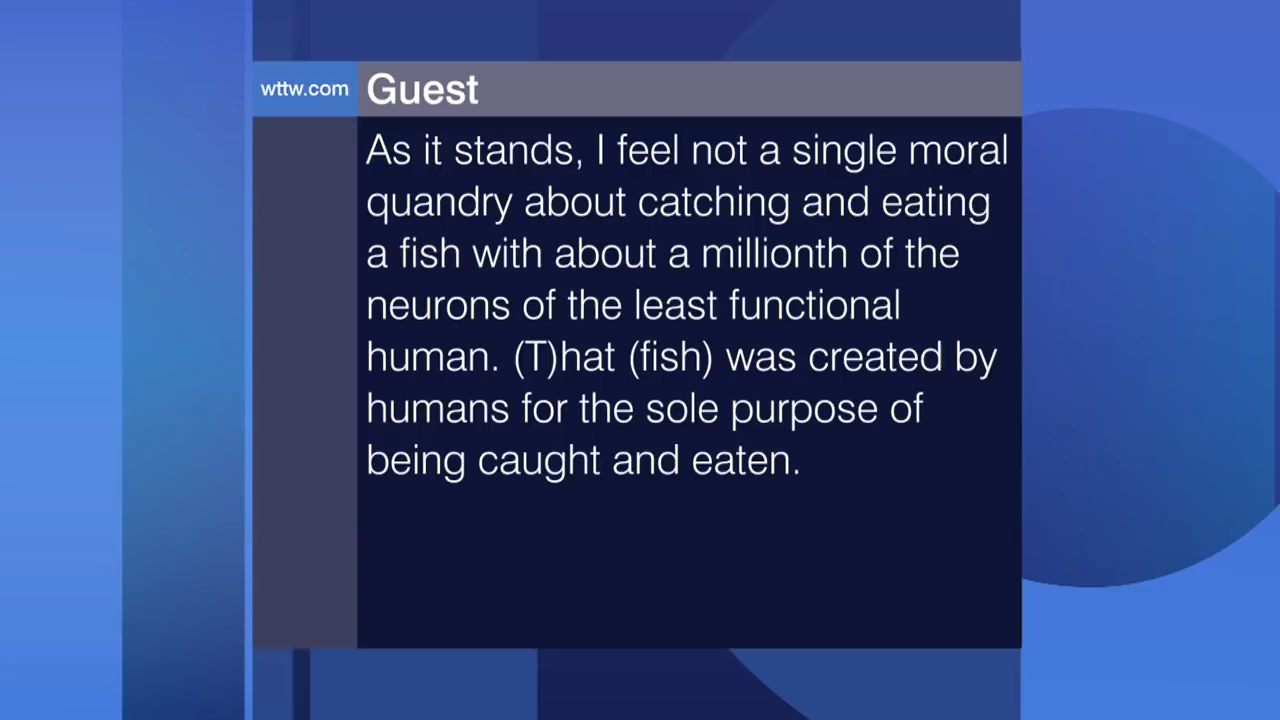 wttw.com Guest
As it stands, I feel not a single moral
quandry about catching and eating
a fish with about a millionth of the
neurons of the least functional
human. (T)hat (fish) was created by
humans for the sole purpose of
being caught and eaten.